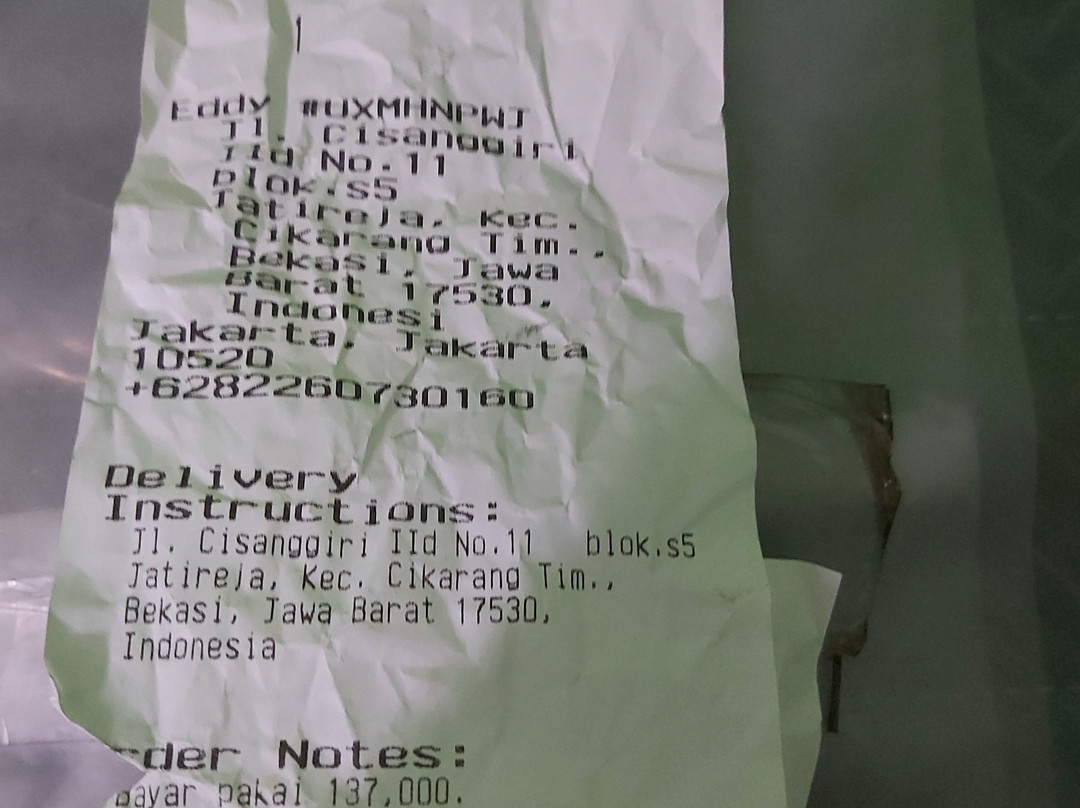 Eddy #UXMHNPWJ
Jl. Cisanggiri
IId No.11
blok.s5
Jatireja, Kec.
Cikarang Tim.,
Bekasi, Jawa
Barat 17530,
Indonesi
Jakarta, Jakarta
10520
+6282260730160
Delivery
Instructions:
Jl. Cisanggiri IId No.11 blok.s5
Jatireja, Kec. Cikarang Tim.,
Bekasi, Jawa Barat 17530,
Indonesia
rder Notes:
Bayar pakai 137,000.